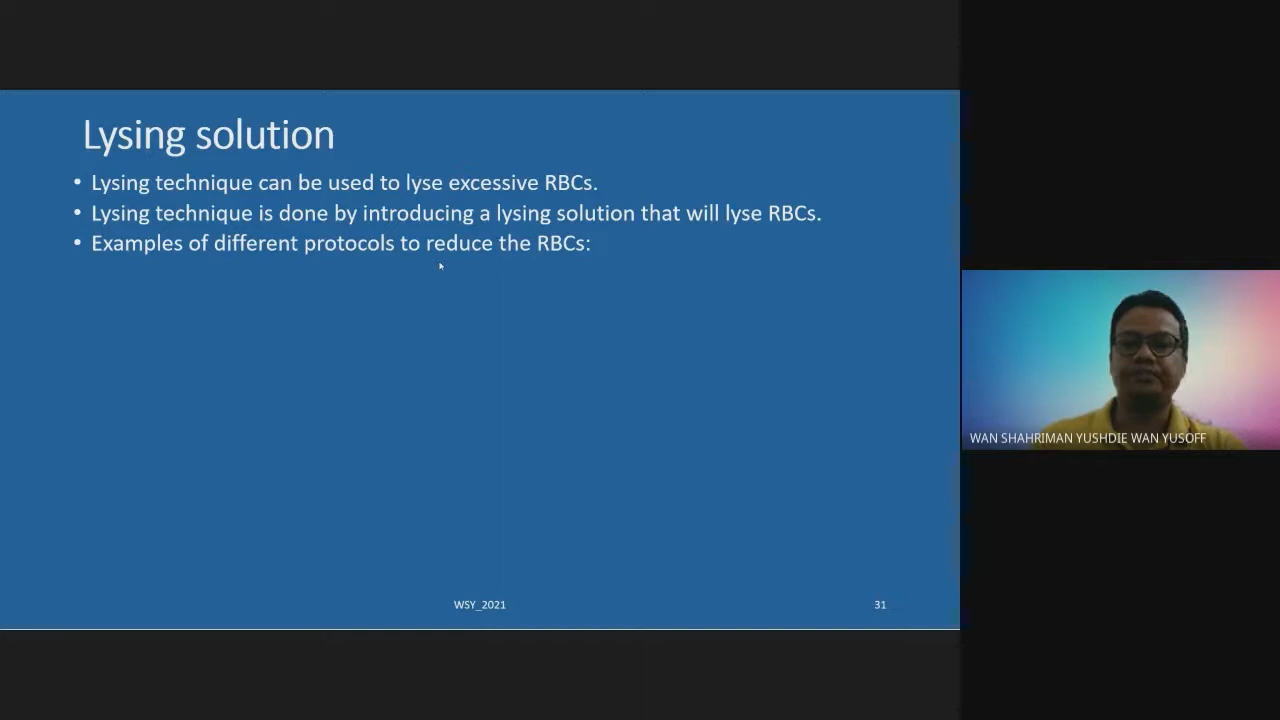 Lysing solution
• Lysing technique can be used to lyse excessive RBCs.
• Lysing technique is done by introducing a lysing solution that will lyse RBCs.
• Examples of different protocols to reduce the RBCs:
WSY_2021
31
WAN SHAHRIMAN YUSHDIE WAN YUSOFF